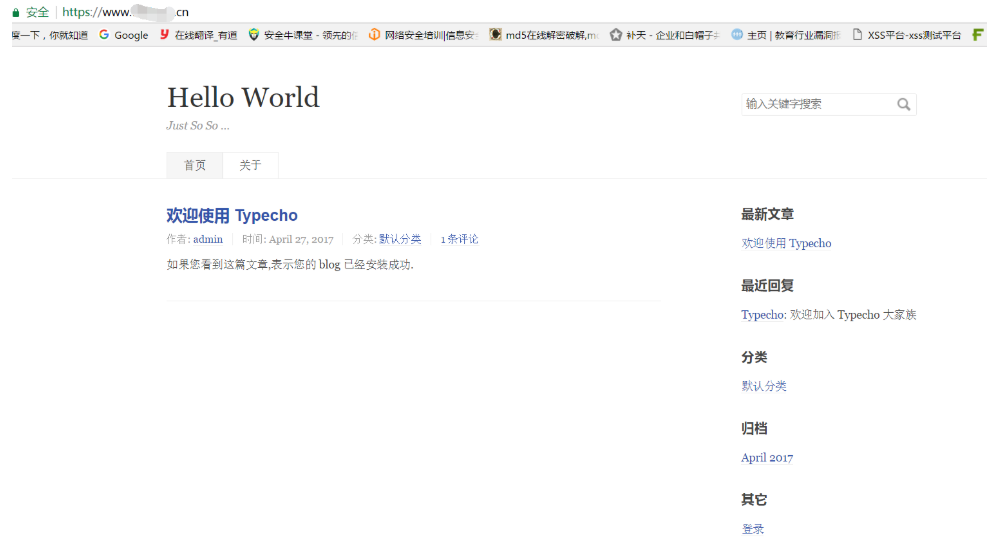 安全 https://www. .cn
度一下，你就知道 Google 在线翻译_有道 安全牛课堂 - 领先的 网络安全培训|信息安 md5在线解密破解,md 补天 - 企业和白帽子 主页 | 教育行业漏洞报 XSS平台-xss测试平台
Hello World
Just So So ...
输入关键字搜索
首页 关于
欢迎使用 Typecho
作者: admin 时间: April 27, 2017 分类: 默认分类 1 条评论
如果您看到这篇文章,表示您的 blog 已经安装成功.
最新文章
欢迎使用 Typecho
最近回复
Typecho: 欢迎加入 Typecho 大家族
分类
默认分类
归档
April 2017
其它
登录